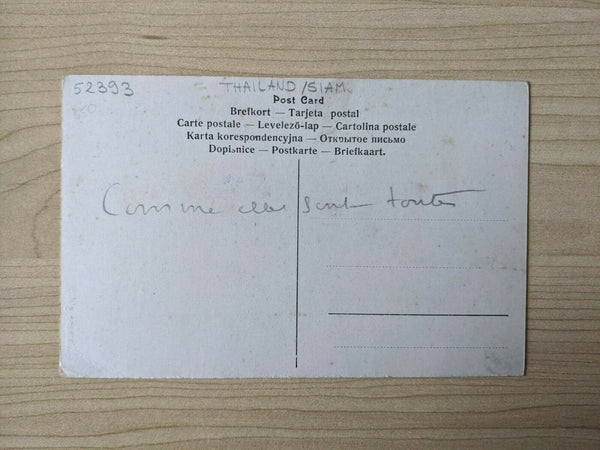 52393
THAILAND/SIAM
Post Card
Brefkort — Tarjeta postal
Carte postale — Levelező-lap — Cartolina postale
Karta korespondencyjna — Открытое письмо
Dopisnice — Postkarte — Briefkaart.
Comme elles sont toutes